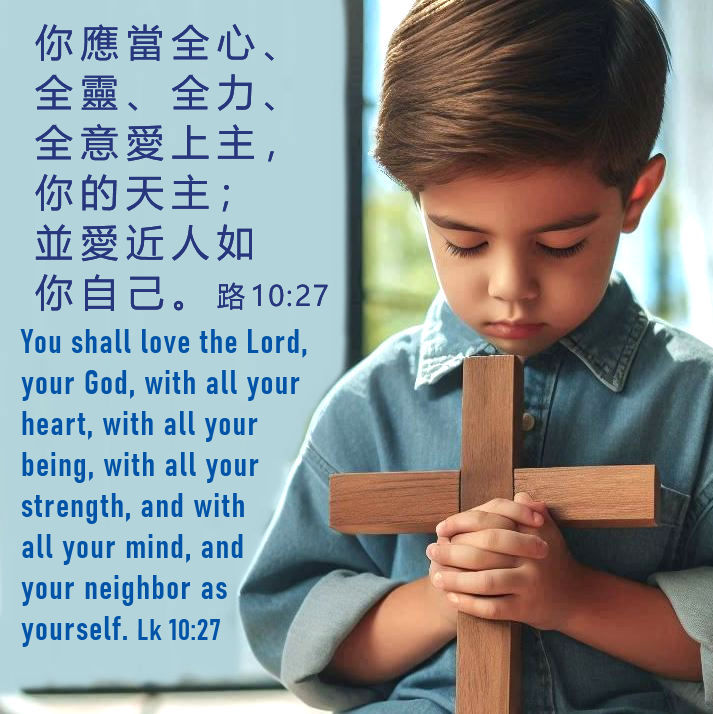 你應當全心、
全靈、全力、
全意愛上主，
你的天主；
並愛近人如
你自己。路10:27
You shall love the Lord,
your God, with all your
heart, with all your
being, with all your
strength, and with
all your mind, and
your neighbor as
yourself. Lk 10:27